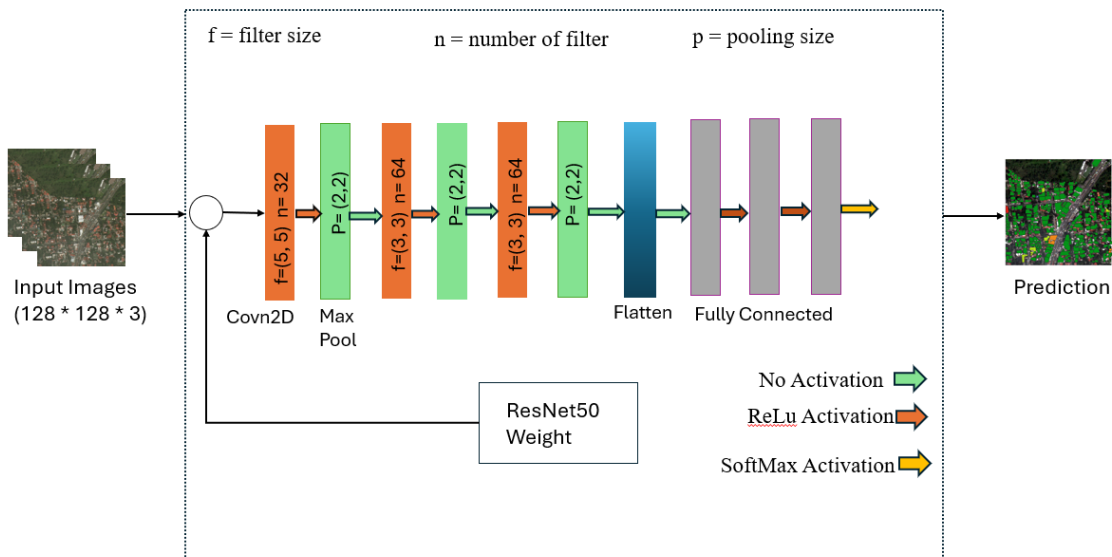 f = filter size
n = number of filter
p = pooling size
f=(5, 5) n= 32
P= (2,2)
f=(3, 3) n= 64
P= (2,2)
f=(3, 3) n= 64
P= (2,2)
Input Images
(128 * 128 * 3)
Covn2D
Max
Pool
Flatten
Fully Connected
Prediction
No Activation
ReLu Activation
SoftMax Activation
ResNet50
Weight